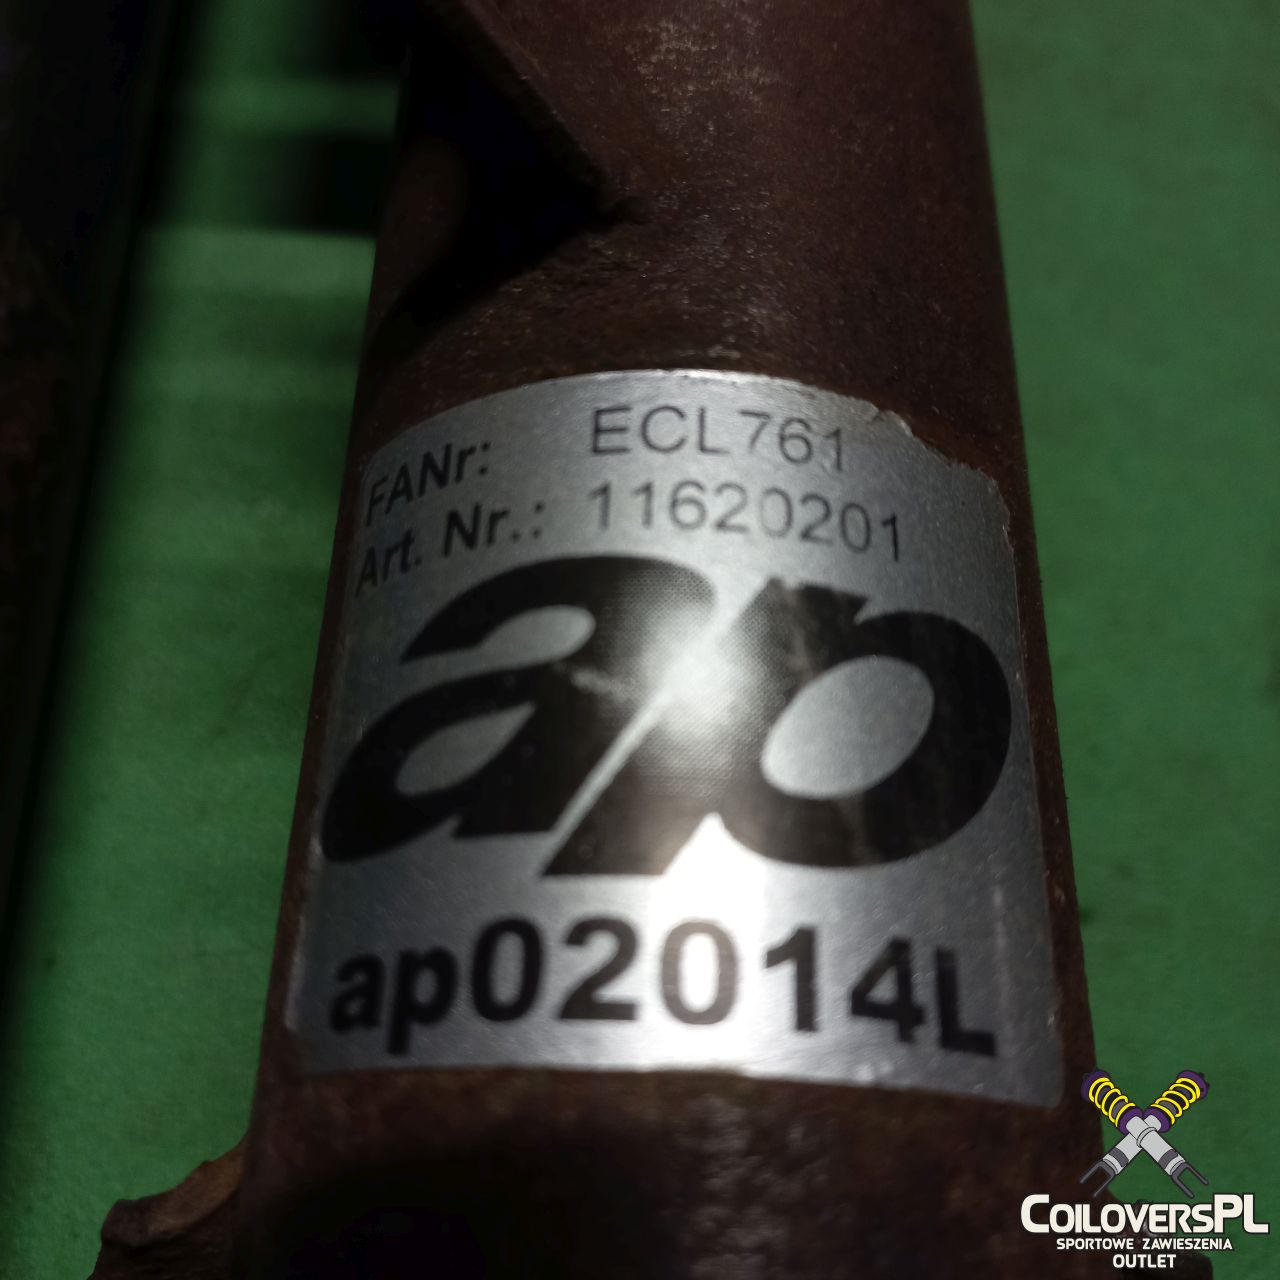 FANr: ECL761
Art. Nr.: 11620201
ap
ap02014L
COILOVERSPL
SPORTOWE ZAWIESZENIA
OUTLET